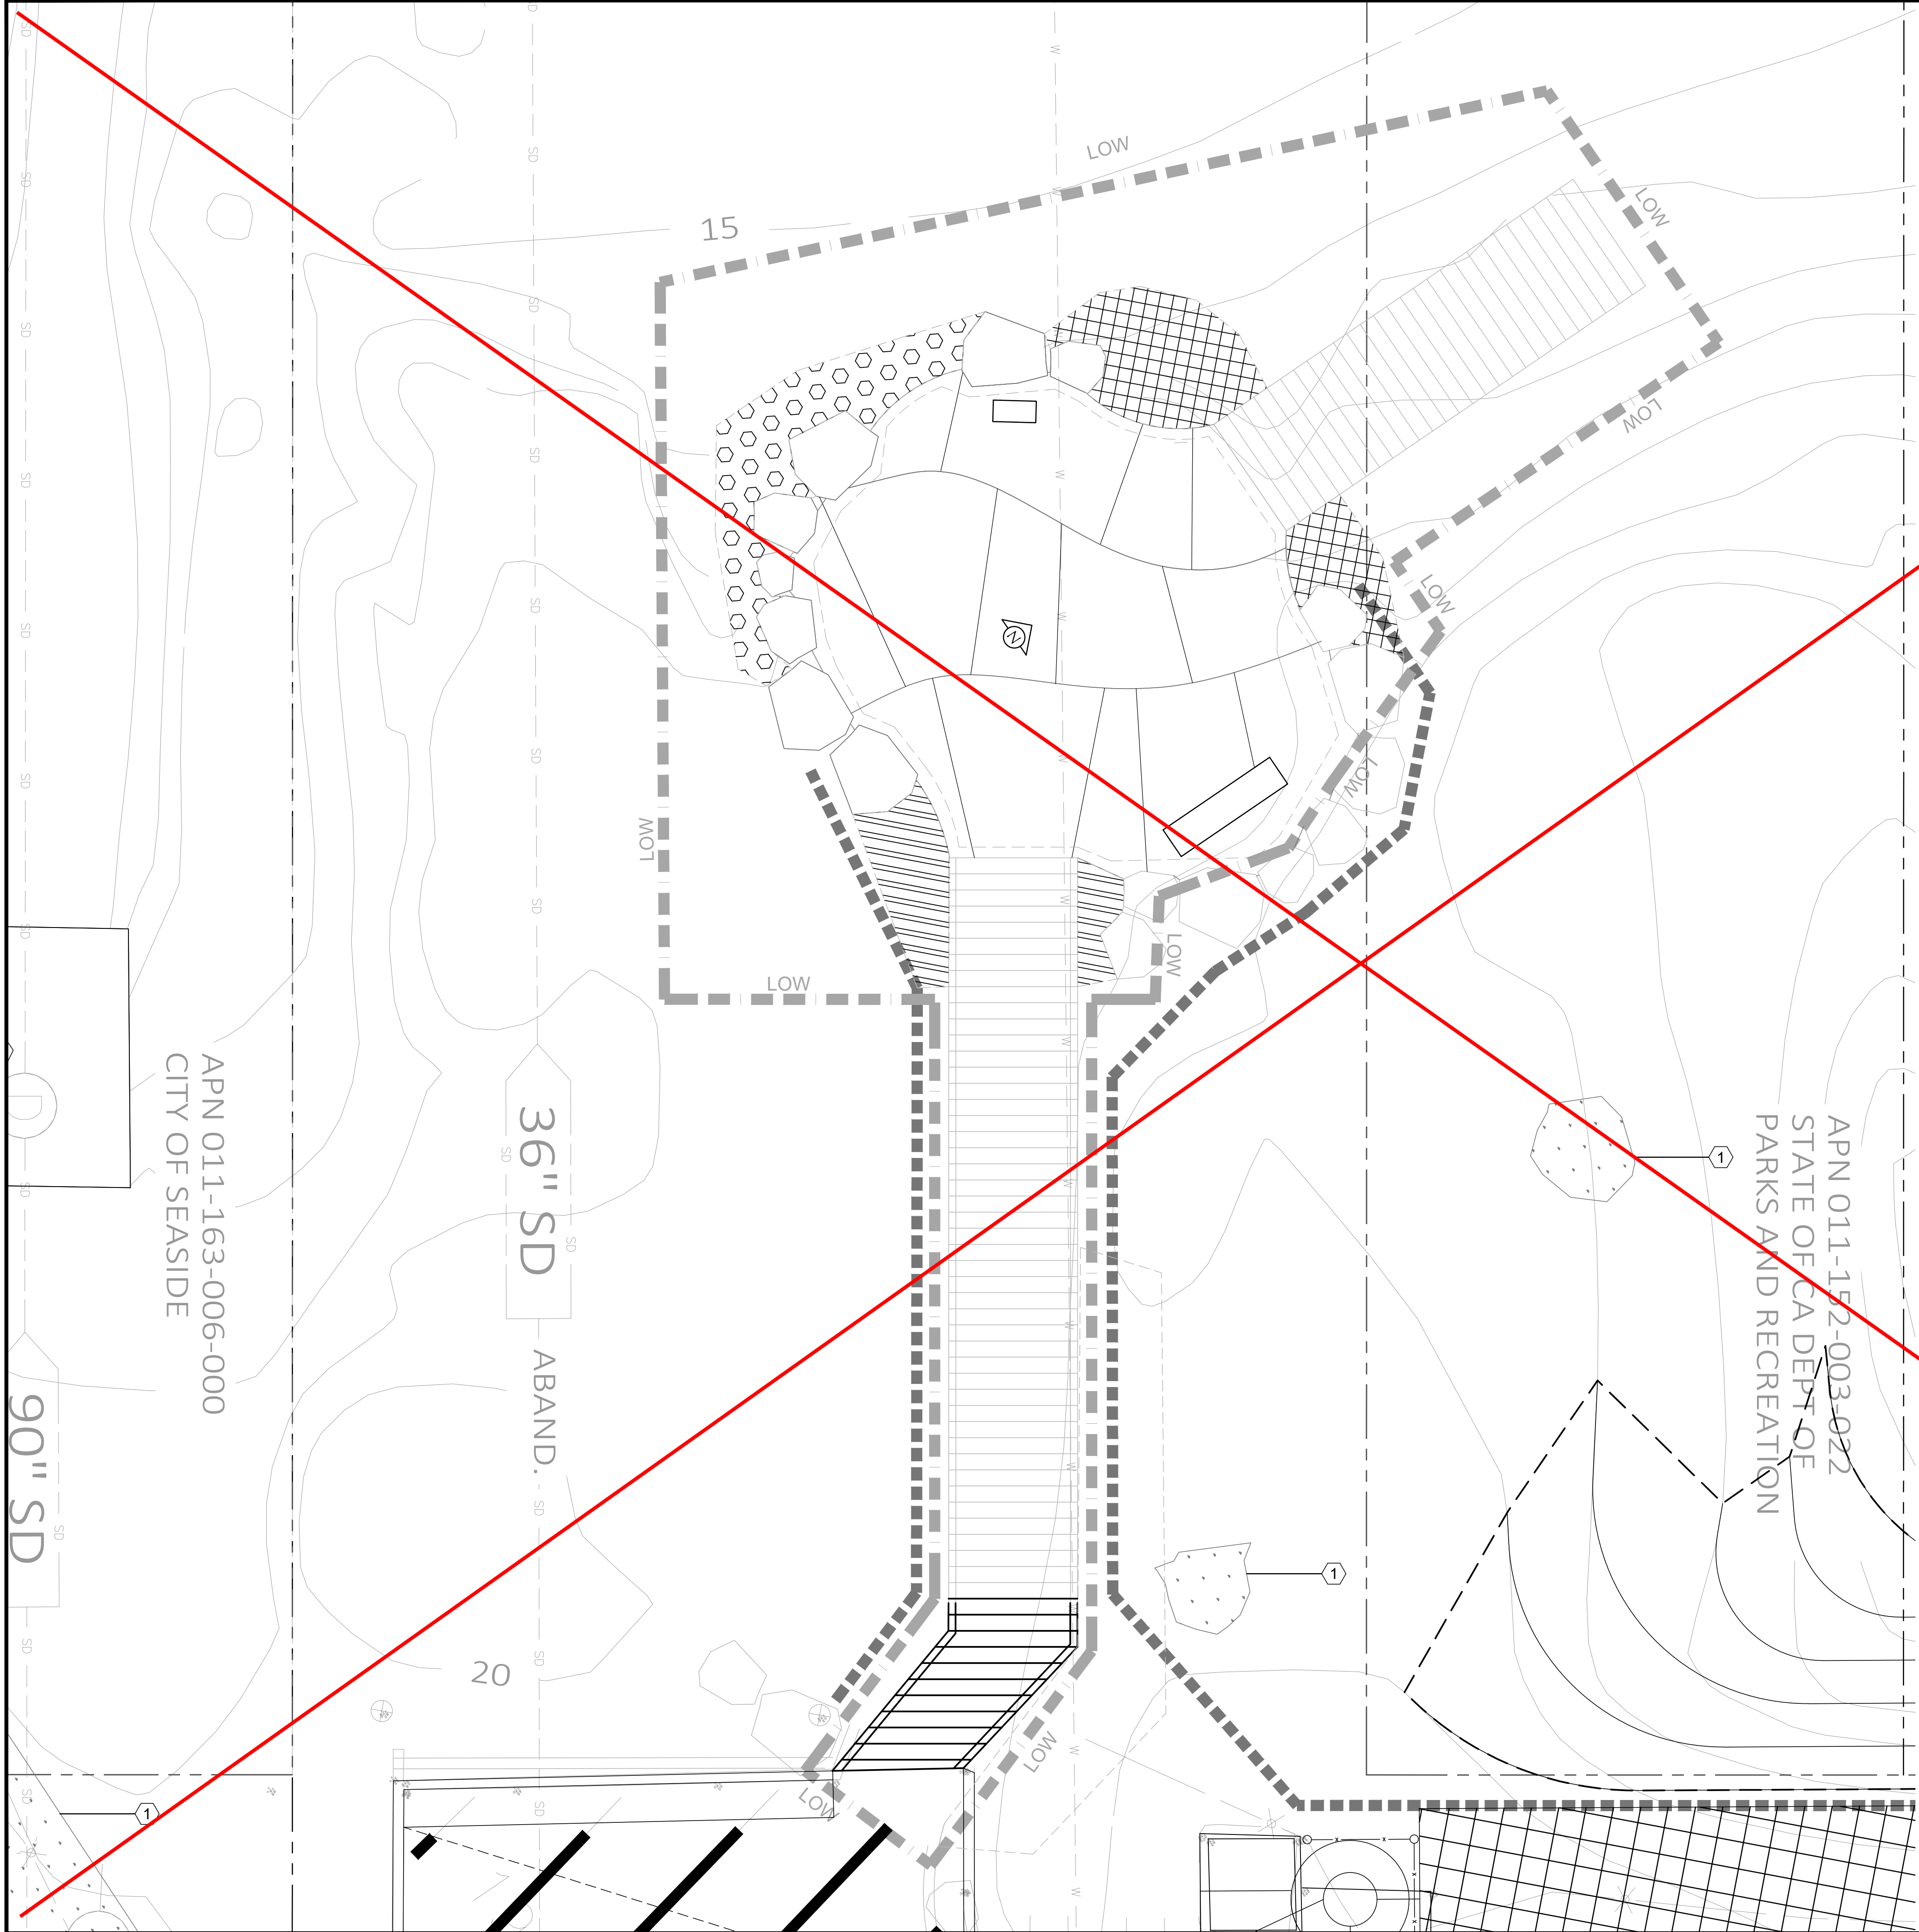 SD
W
15
LOW
LOW
LOW
LOW
LOW
LOW
LOW
LOW
N
APN 011-163-006-000
CITY OF SEASIDE
36" SD
ABAND.
90" SD
D
APN 011-152-003-022
STATE OF CA DEPT OF
PARKS AND RECREATION
1
1
20
LOW
LOW
1